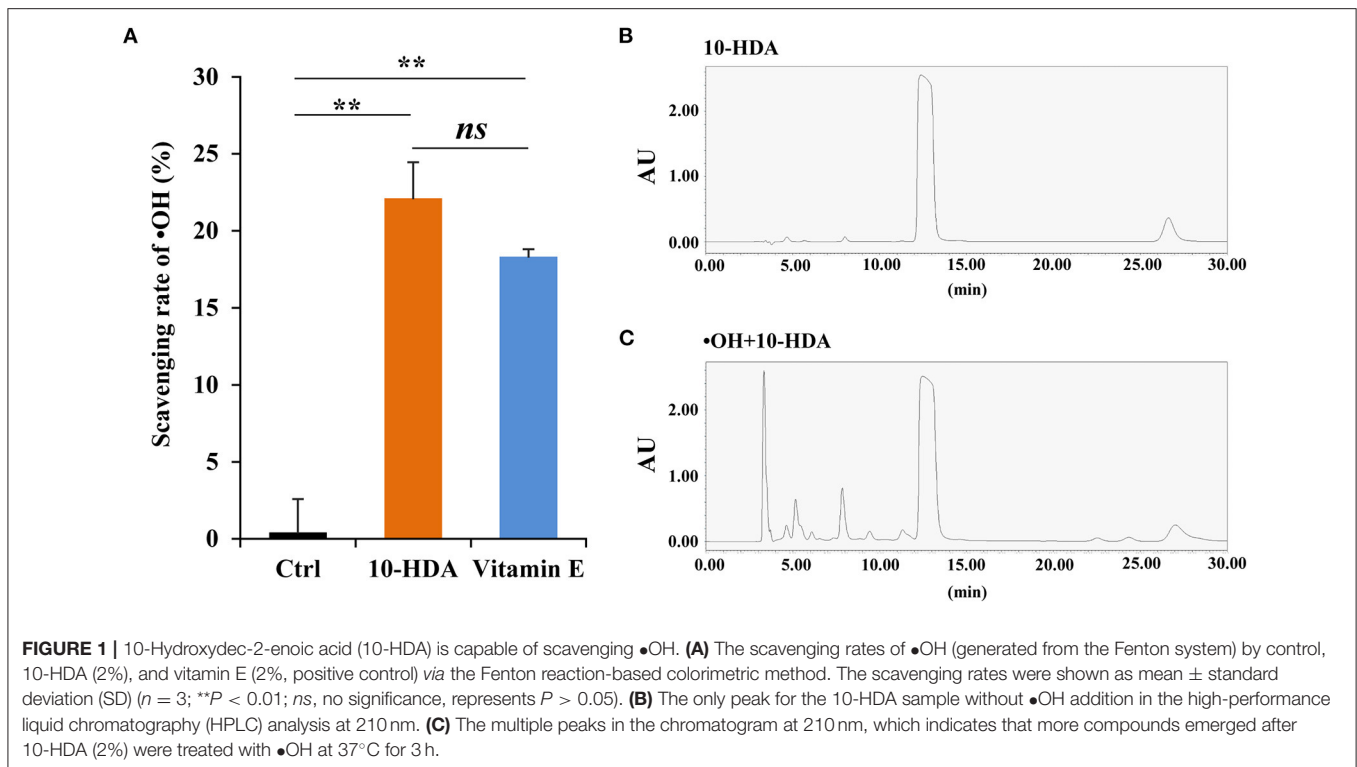 A
30
25
20
15
10
5
0
Scavenging rate of •OH (%)
**
**
ns
Ctrl
10-HDA
Vitamin E
B
10-HDA
2.00
1.00
0.00
AU
0.00
5.00
10.00
15.00
20.00
25.00
30.00
(min)
C
•OH+10-HDA
2.00
1.00
0.00
AU
0.00
5.00
10.00
15.00
20.00
25.00
30.00
(min)
FIGURE 1 | 10-Hydroxydec-2-enoic acid (10-HDA) is capable of scavenging •OH. (A) The scavenging rates of •OH (generated from the Fenton system) by control,
10-HDA (2%), and vitamin E (2%, positive control) via the Fenton reaction-based colorimetric method. The scavenging rates were shown as mean ± standard
deviation (SD) (n = 3; **P < 0.01; ns, no significance, represents P > 0.05). (B) The only peak for the 10-HDA sample without •OH addition in the high-performance
liquid chromatography (HPLC) analysis at 210 nm. (C) The multiple peaks in the chromatogram at 210 nm, which indicates that more compounds emerged after
10-HDA (2%) were treated with •OH at 37°C for 3 h.